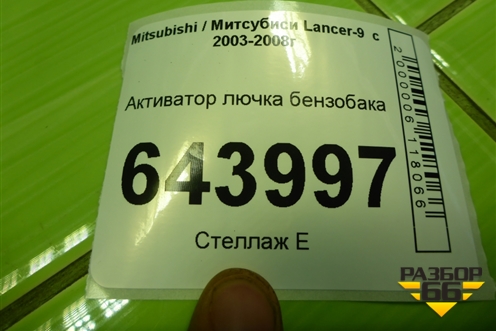 Mitsubishi / Митсубиси Lancer-9 с
2003-2008г
Активатор лючка бензобака
643997
Стеллаж Е
2000006118066
РАЗБОР
66